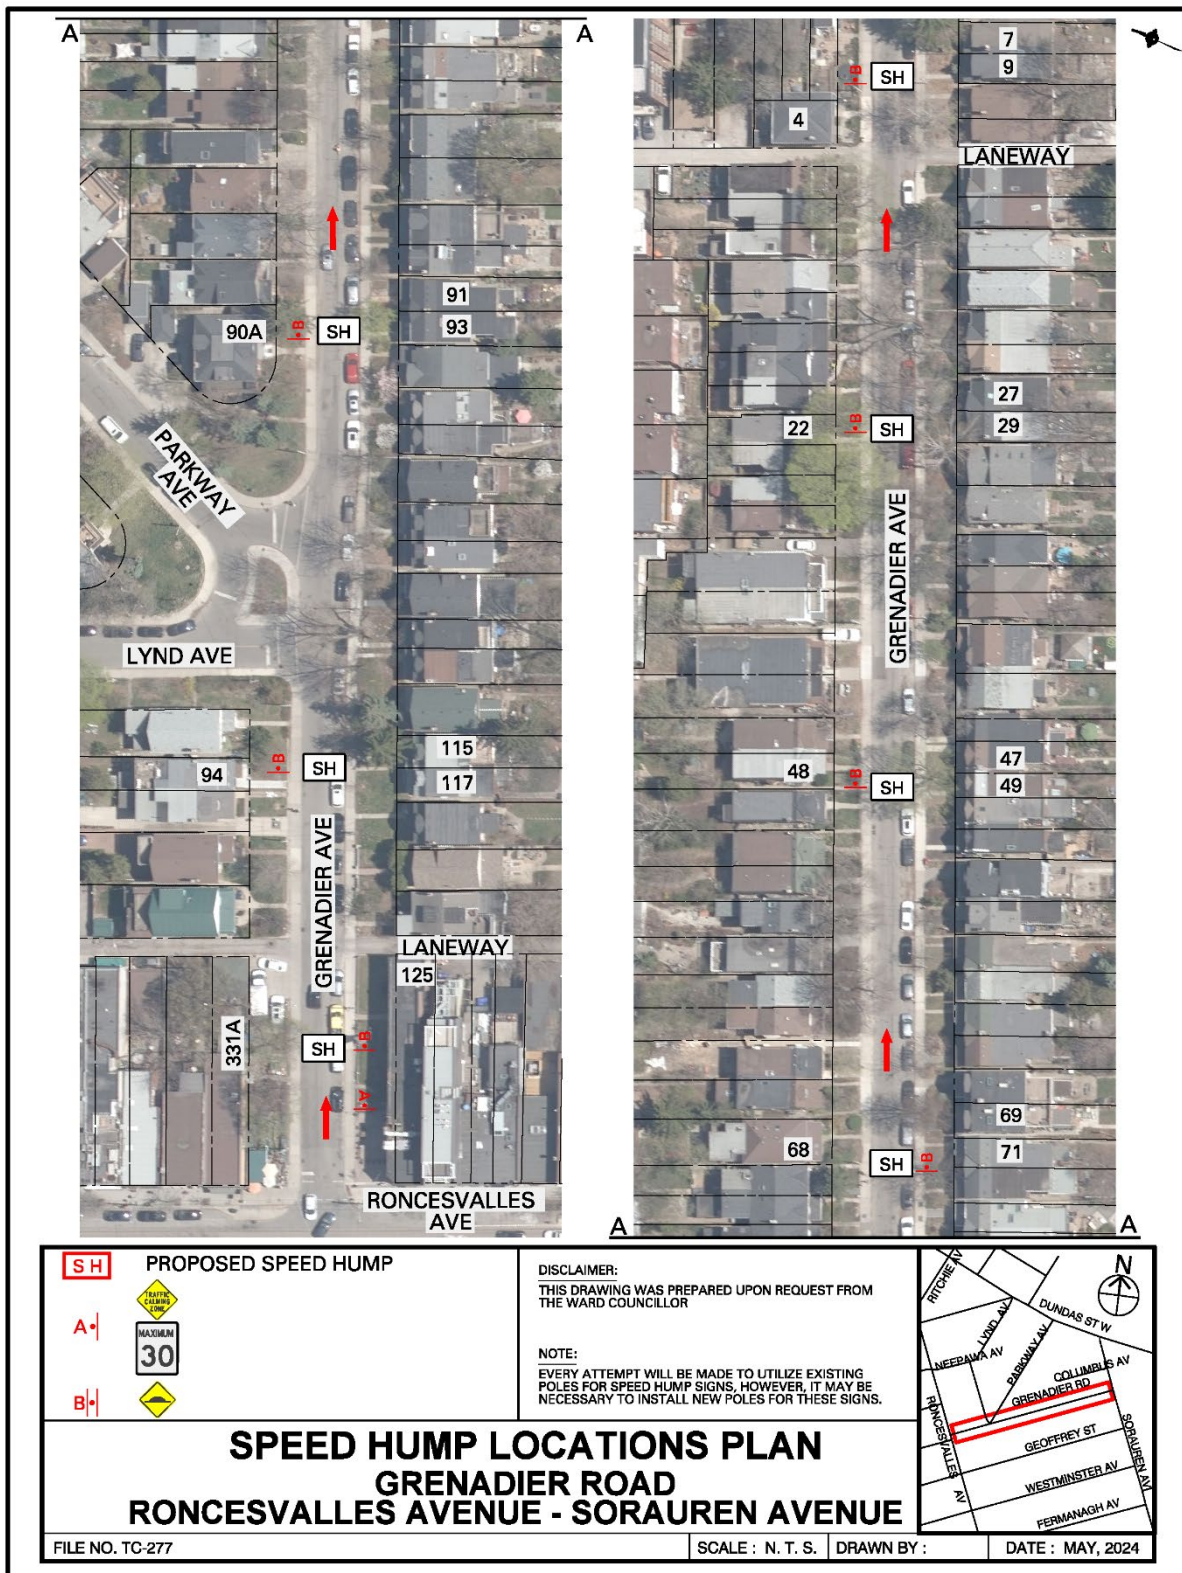 A
A
90A
B
SH
91
93
PARKWAY
AVE
LYND AVE
94
B
SH
115
117
GRENADIER AVE
LANEWAY
125
331A
SH
B
A
RONCESVALLES
AVE
B
SH
7
9
4
LANEWAY
22
B
SH
27
29
GRENADIER AVE
48
B
SH
47
49
69
68
SH
B
71
A
A
SH
PROPOSED SPEED HUMP
TRAFFIC
CALMING
ZONE
A
MAXIMUM
30
B
DISCLAIMER:
THIS DRAWING WAS PREPARED UPON REQUEST FROM
THE WARD COUNCILLOR
NOTE:
EVERY ATTEMPT WILL BE MADE TO UTILIZE EXISTING
POLES FOR SPEED HUMP SIGNS, HOWEVER, IT MAY BE
NECESSARY TO INSTALL NEW POLES FOR THESE SIGNS.
N
RITCHIE AV
DUNDAS ST W
LYND AV
PARKWAY AV
NEEPAWA AV
COLUMBUS AV
GRENADIER RD
RONCESVALLES AV
GEOFFREY ST
SORAUREN AV
WESTMINSTER AV
FERMANAGH AV
SPEED HUMP LOCATIONS PLAN
GRENADIER ROAD
RONCESVALLES AVENUE - SORAUREN AVENUE
FILE NO. TC-277
SCALE : N. T. S.
DRAWN BY :
DATE : MAY, 2024